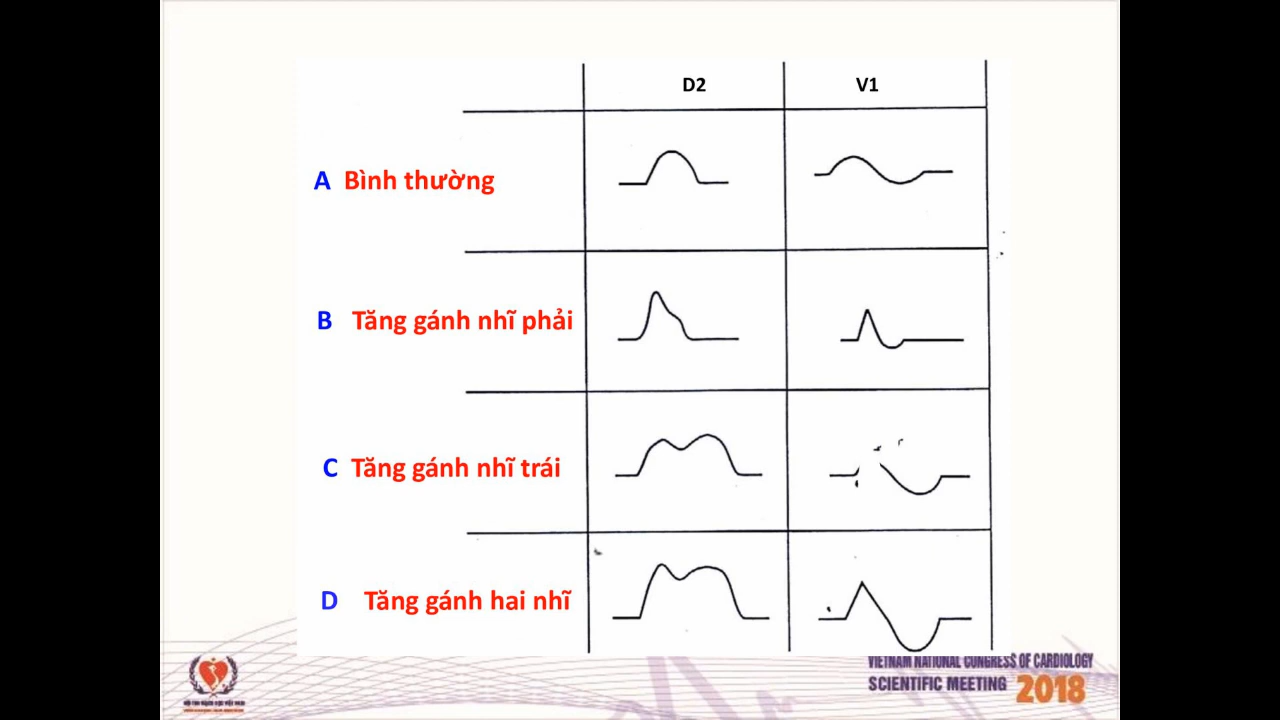 D2 V1
A Bình thường
B Tăng gánh nhĩ phải
C Tăng gánh nhĩ trái
D Tăng gánh hai nhĩ
VIETNAM NATIONAL CONGRESS OF CARDIOLOGY
SCIENTIFIC MEETING 2018